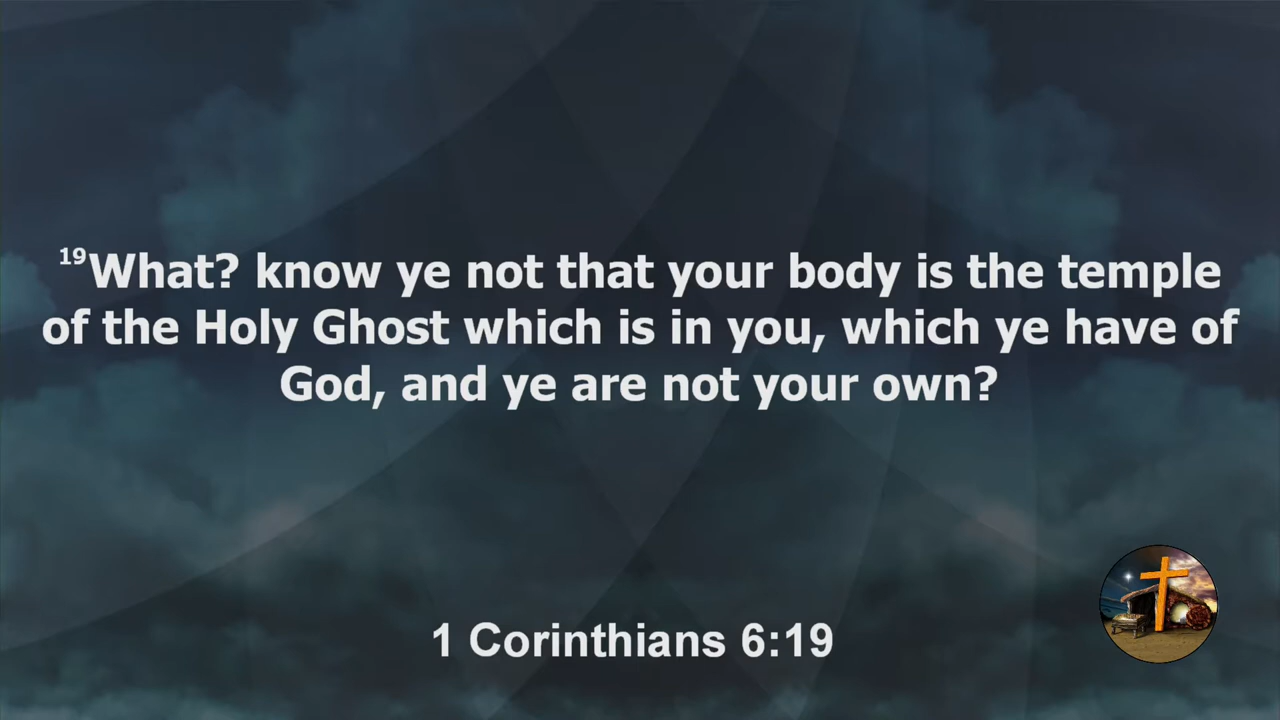 19What? know ye not that your body is the temple
of the Holy Ghost which is in you, which ye have of
God, and ye are not your own?
1 Corinthians 6:19